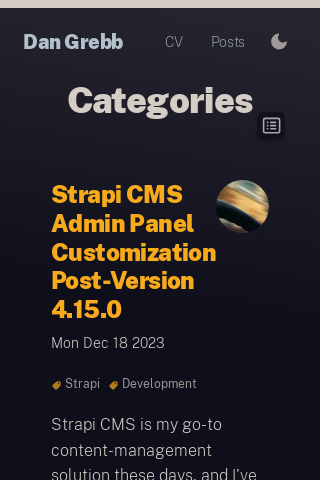 Dan Grebb
CV
Posts
Categories
Strapi CMS
Admin Panel
Customization
Post-Version
4.15.0
Mon Dec 18 2023
Strapi Development
Strapi CMS is my go-to
content-management
solution these days, and I've